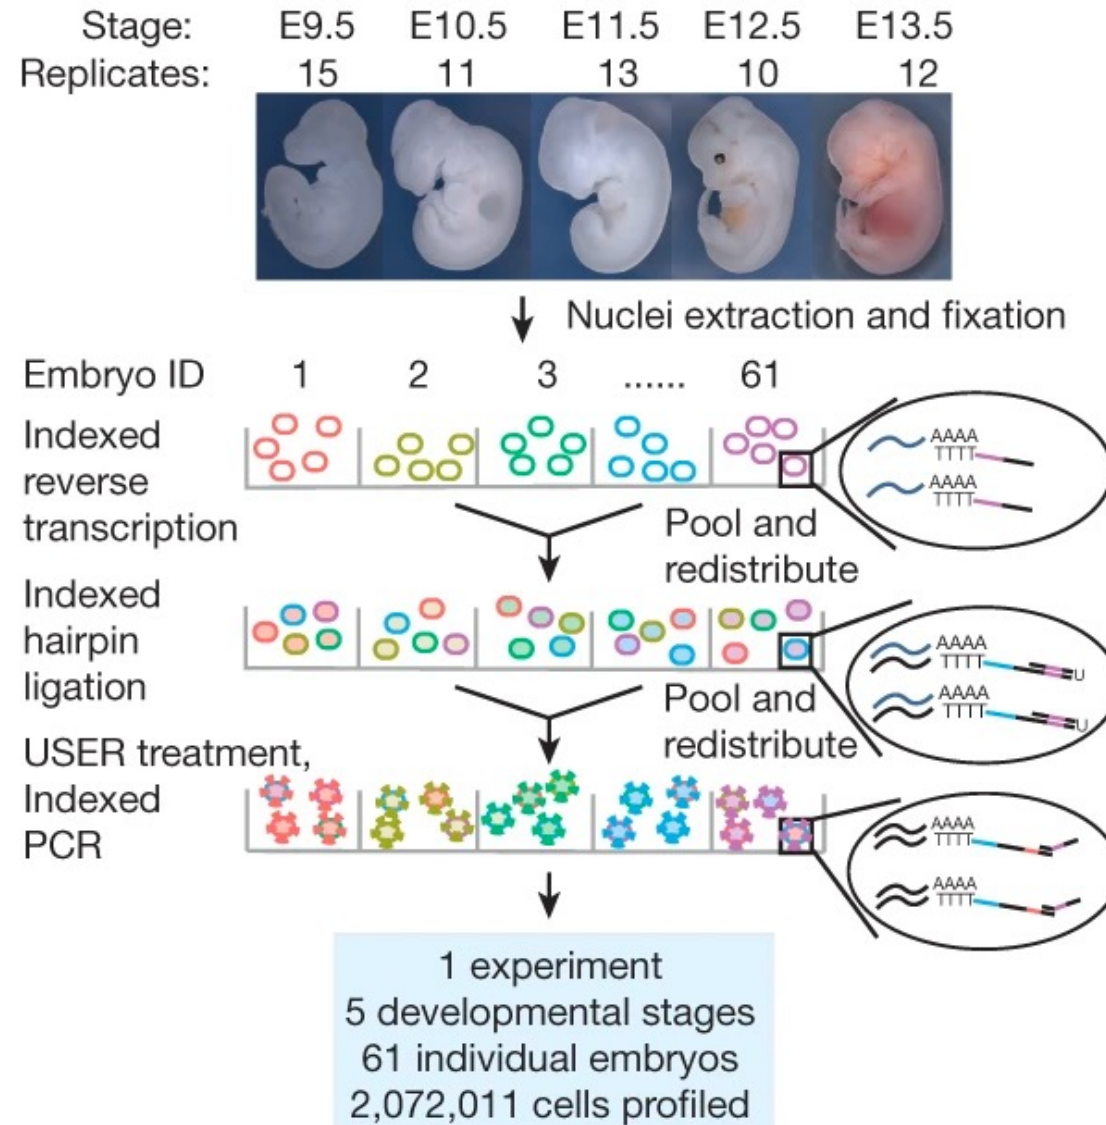 Stage: E9.5 E10.5 E11.5 E12.5 E13.5
Replicates: 15 11 13 10 12
Nuclei extraction and fixation
Embryo ID 1 2 3 ...... 61
Indexed
reverse
transcription
AAAA
TTTT
AAAA
TTTT
Pool and
redistribute
Indexed
hairpin
ligation
AAAA
TTTT U
AAAA
TTTT U
Pool and
redistribute
USER treatment,
Indexed
PCR
AAAA
TTTT
AAAA
TTTT
1 experiment
5 developmental stages
61 individual embryos
2,072,011 cells profiled